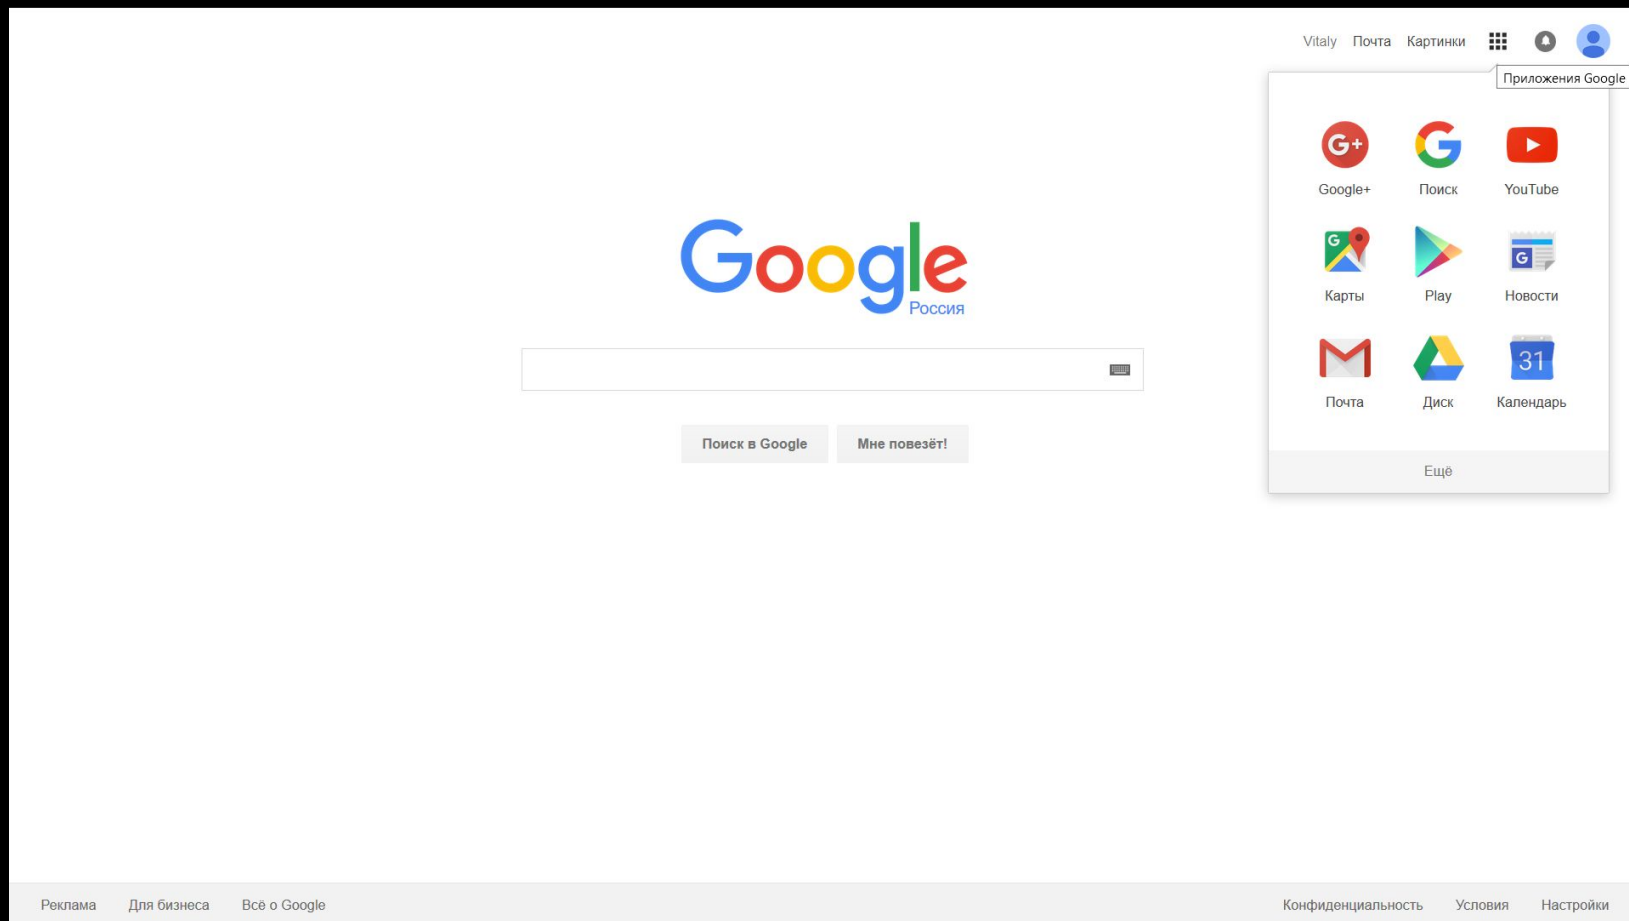 Vitaly Почта Картинки
Приложения Google
G+ G
Google+ Поиск YouTube
G G
Карты Play Новости
31
Почта Диск Календарь
Ещё
Google
Россия
Поиск в Google Мне повезёт!
Реклама Для бизнеса Всё о Google Конфиденциальность Условия Настройки